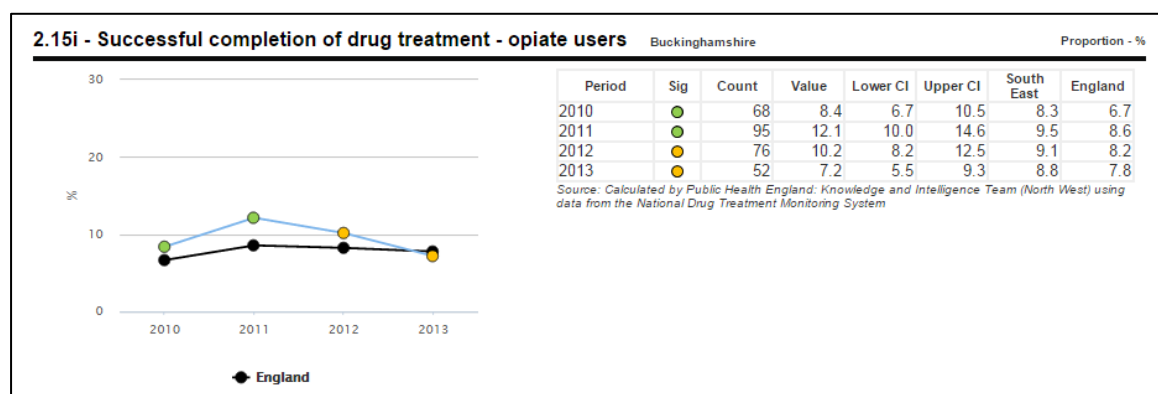 2.15i - Successful completion of drug treatment - opiate users Buckinghamshire Proportion - %
30
20
%
10
0
2010 2011 2012 2013
England
Period Sig Count Value Lower CI Upper CI South East England
2010 68 8.4 6.7 10.5 8.3 6.7
2011 95 12.1 10.0 14.6 9.5 8.6
2012 76 10.2 8.2 12.5 9.1 8.2
2013 52 7.2 5.5 9.3 8.8 7.8
Source: Calculated by Public Health England: Knowledge and Intelligence Team (North West) using
data from the National Drug Treatment Monitoring System